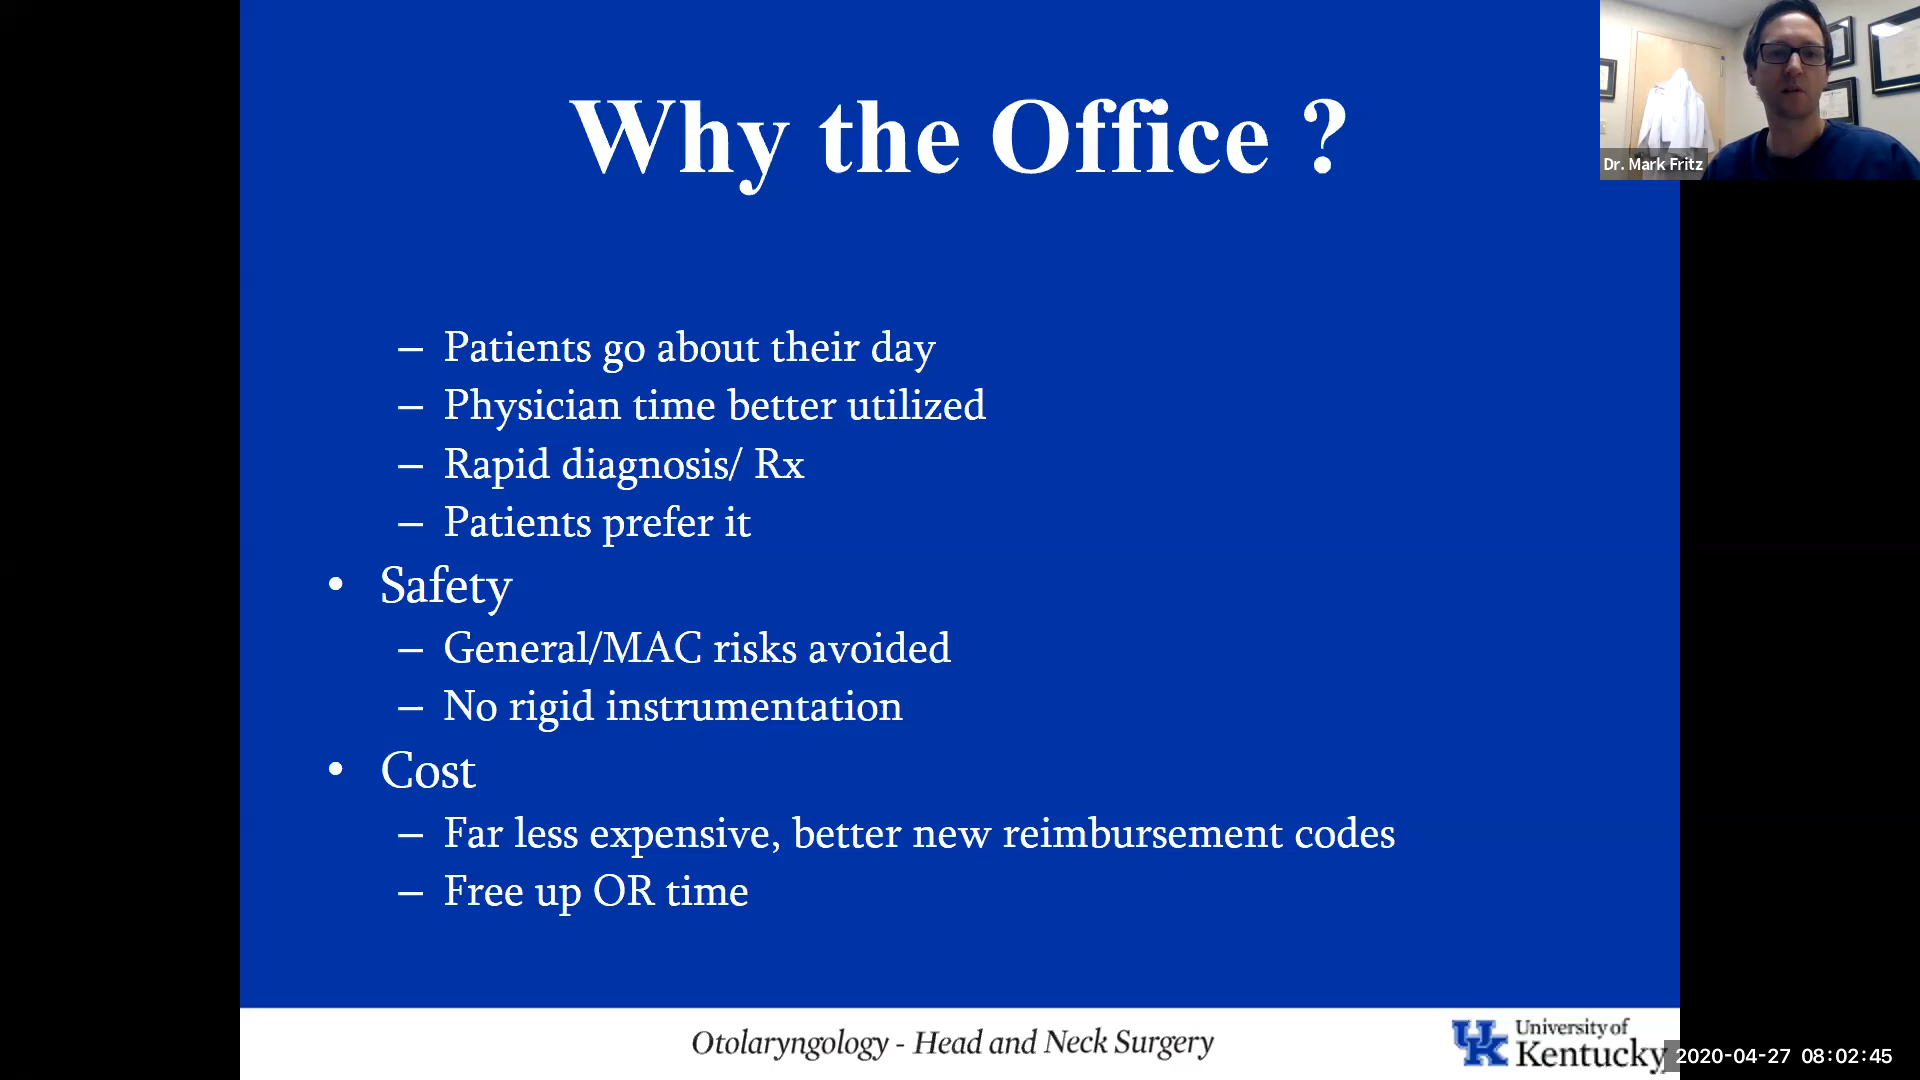 Why the Office ?
Dr. Mark Fritz
– Patients go about their day
– Physician time better utilized
– Rapid diagnosis/ Rx
– Patients prefer it
• Safety
– General/MAC risks avoided
– No rigid instrumentation
• Cost
– Far less expensive, better new reimbursement codes
– Free up OR time
Otolaryngology - Head and Neck Surgery
UK
University of
Kentucky
2020-04-27 08:02:45